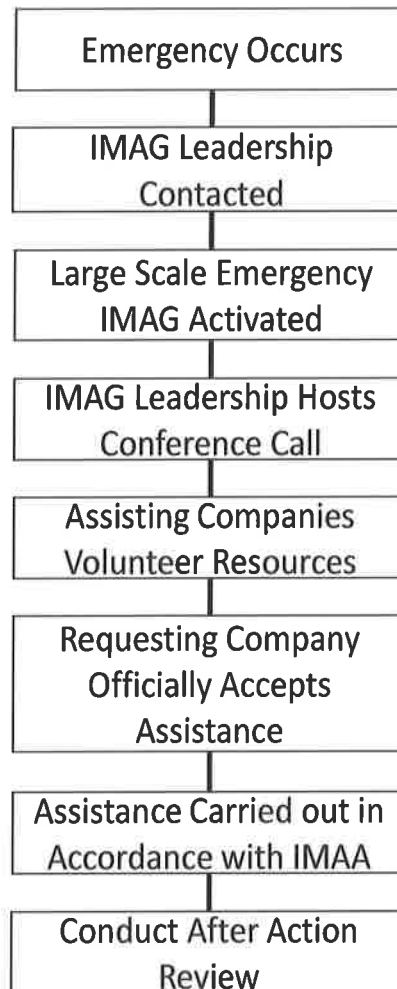 Emergency Occurs
IMAG Leadership
Contacted
Large Scale Emergency
IMAG Activated
IMAG Leadership Hosts
Conference Call
Assisting Companies
Volunteer Resources
Requesting Company
Officially Accepts
Assistance
Assistance Carried out in
Accordance with IMAA
Conduct After Action
Review